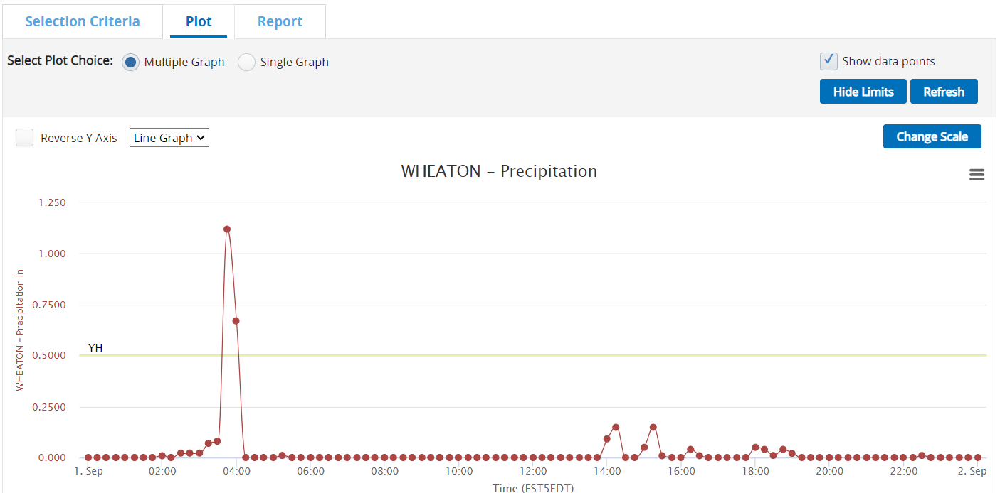 Selection Criteria Plot Report
Select Plot Choice: Multiple Graph Single Graph Show data points
Hide Limits Refresh
Reverse Y Axis Line Graph Change Scale
WHEATON – Precipitation
1.250
1.000
0.7500
0.5000
0.2500
0.000
WHEATON – Precipitation In
YH
1. Sep 02:00 04:00 06:00 08:00 10:00 12:00 14:00 16:00 18:00 20:00 22:00 2. Sep
Time (EST5EDT)